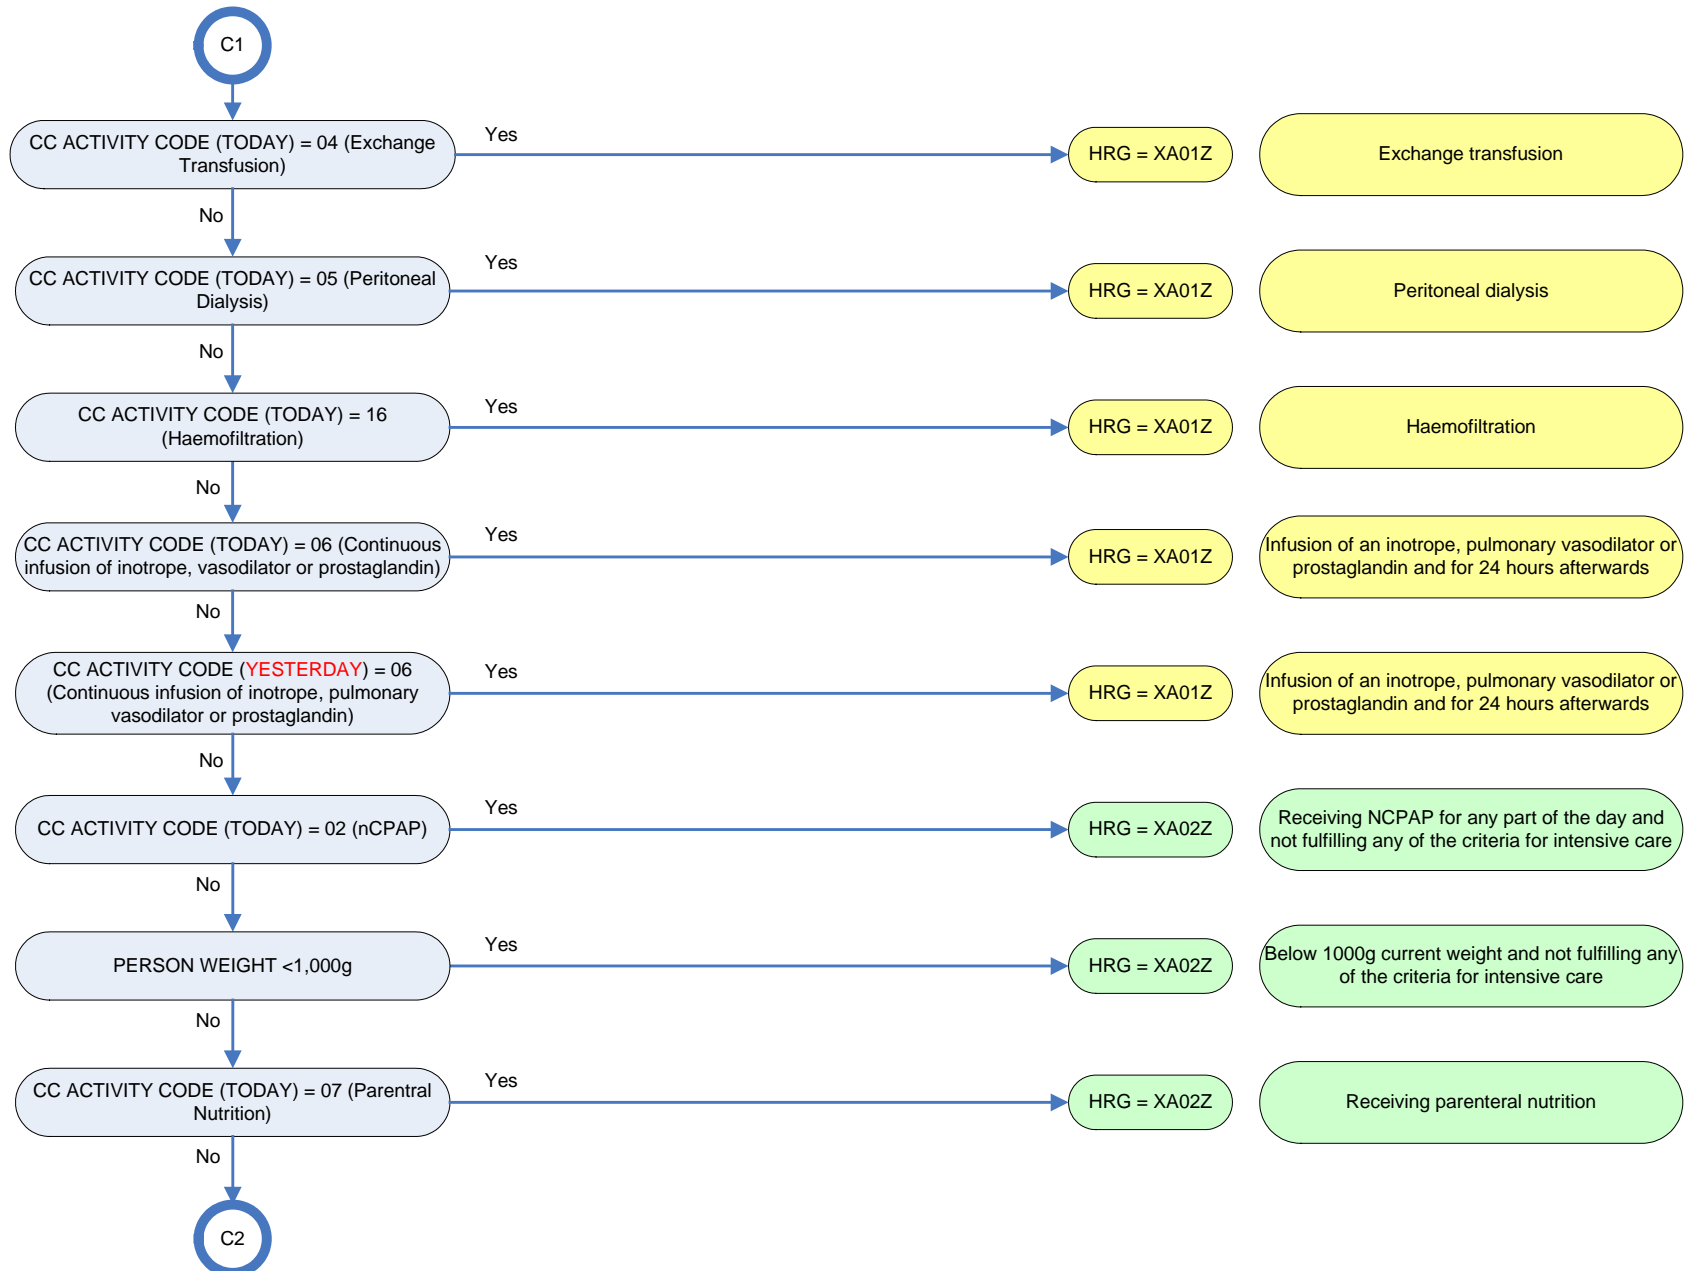 C1
CC ACTIVITY CODE (TODAY) = 04 (Exchange
Transfusion)
Yes
HRG = XA01Z
Exchange transfusion
No
CC ACTIVITY CODE (TODAY) = 05 (Peritoneal
Dialysis)
Yes
HRG = XA01Z
Peritoneal dialysis
No
CC ACTIVITY CODE (TODAY) = 16
(Haemofiltration)
Yes
HRG = XA01Z
Haemofiltration
No
CC ACTIVITY CODE (TODAY) = 06 (Continuous
infusion of inotrope, vasodilator or prostaglandin)
Yes
HRG = XA01Z
Infusion of an inotrope, pulmonary vasodilator or
prostaglandin and for 24 hours afterwards
No
CC ACTIVITY CODE (YESTERDAY) = 06
(Continuous infusion of inotrope, pulmonary
vasodilator or prostaglandin)
Yes
HRG = XA01Z
Infusion of an inotrope, pulmonary vasodilator or
prostaglandin and for 24 hours afterwards
No
CC ACTIVITY CODE (TODAY) = 02 (nCPAP)
Yes
HRG = XA02Z
Receiving NCPAP for any part of the day and
not fulfilling any of the criteria for intensive care
No
PERSON WEIGHT <1,000g
Yes
HRG = XA02Z
Below 1000g current weight and not fulfilling any
of the criteria for intensive care
No
CC ACTIVITY CODE (TODAY) = 07 (Parentral
Nutrition)
Yes
HRG = XA02Z
Receiving parenteral nutrition
No
C2